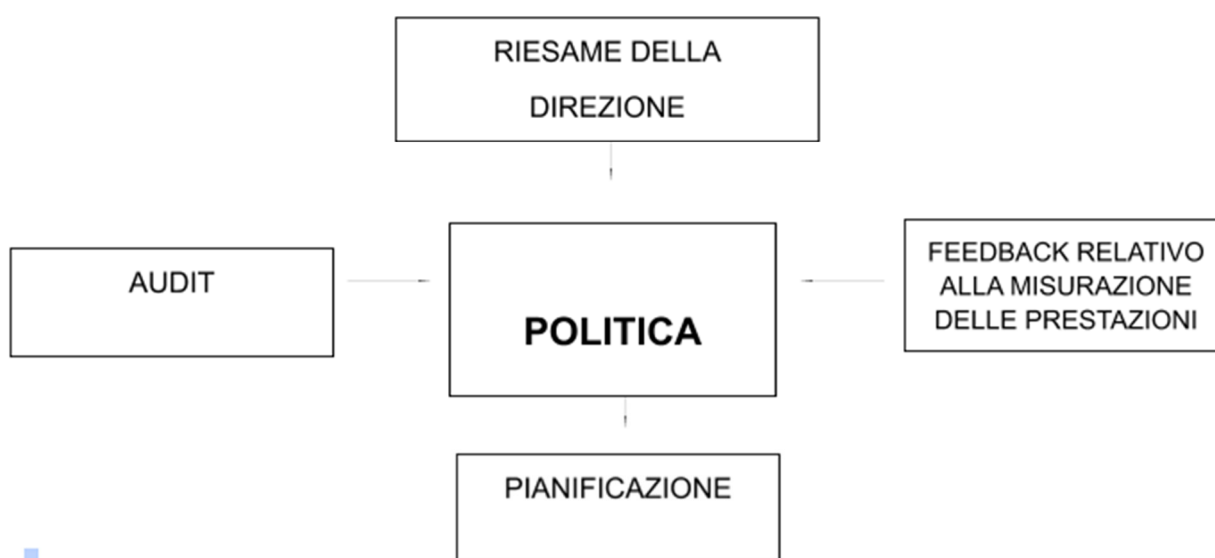 RIESAME DELLA
DIREZIONE
AUDIT
POLITICA
FEEDBACK RELATIVO
ALLA MISURAZIONE
DELLE PRESTAZIONI
PIANIFICAZIONE